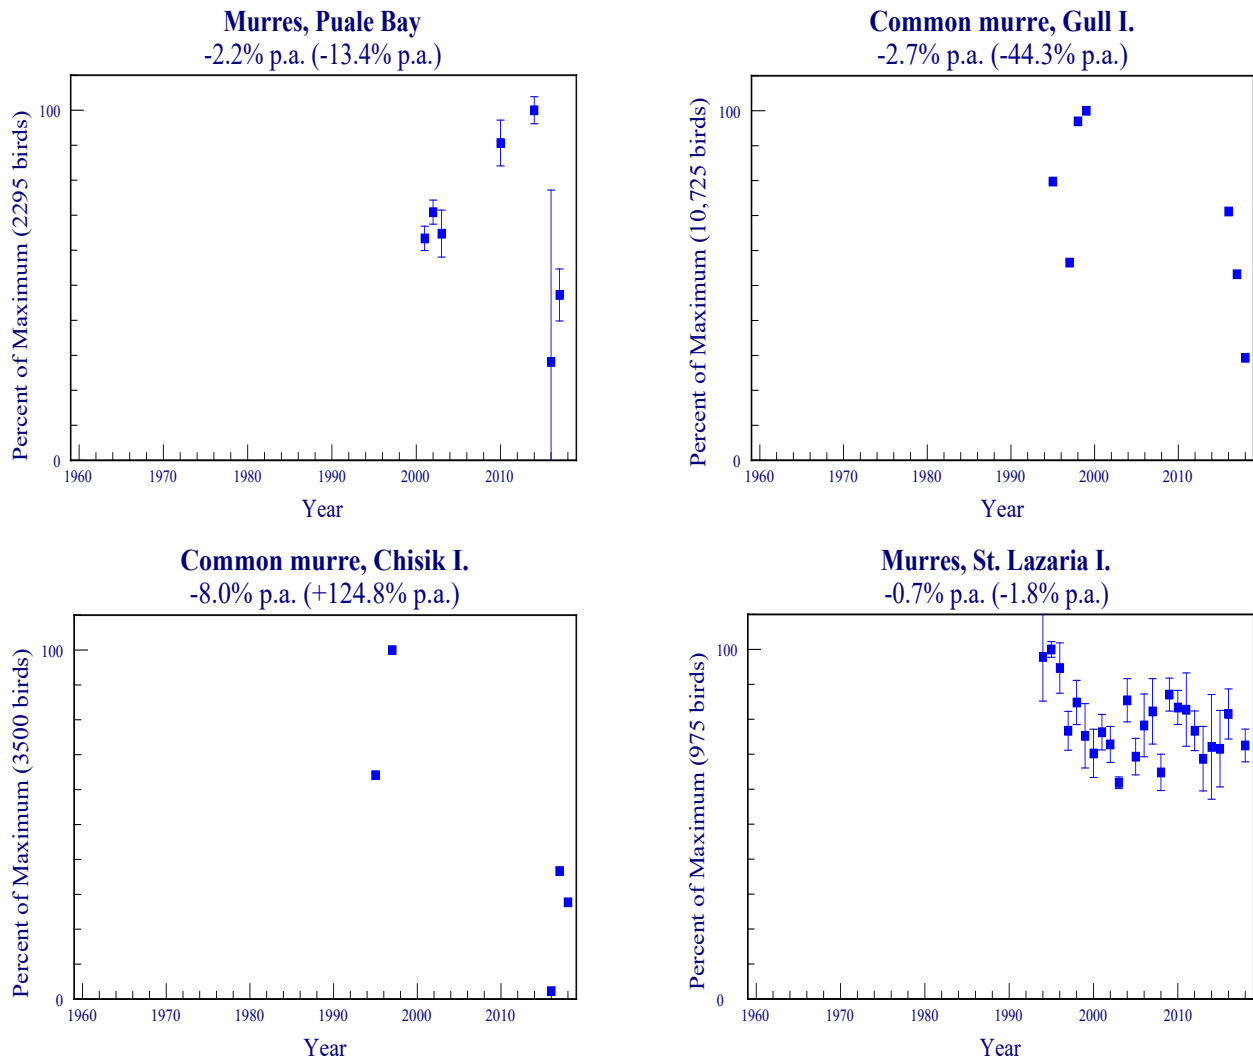 Murres, Puale Bay
-2.2% p.a. (-13.4% p.a.)
Percent of Maximum (2295 birds)
100
0
1960 1970 1980 1990 2000 2010
Year
Common murre, Gull I.
-2.7% p.a. (-44.3% p.a.)
Percent of Maximum (10,725 birds)
100
0
1960 1970 1980 1990 2000 2010
Year
Common murre, Chisik I.
-8.0% p.a. (+124.8% p.a.)
Percent of Maximum (3500 birds)
100
0
1960 1970 1980 1990 2000 2010
Year
Murres, St. Lazaria I.
-0.7% p.a. (-1.8% p.a.)
Percent of Maximum (975 birds)
100
0
1960 1970 1980 1990 2000 2010
Year